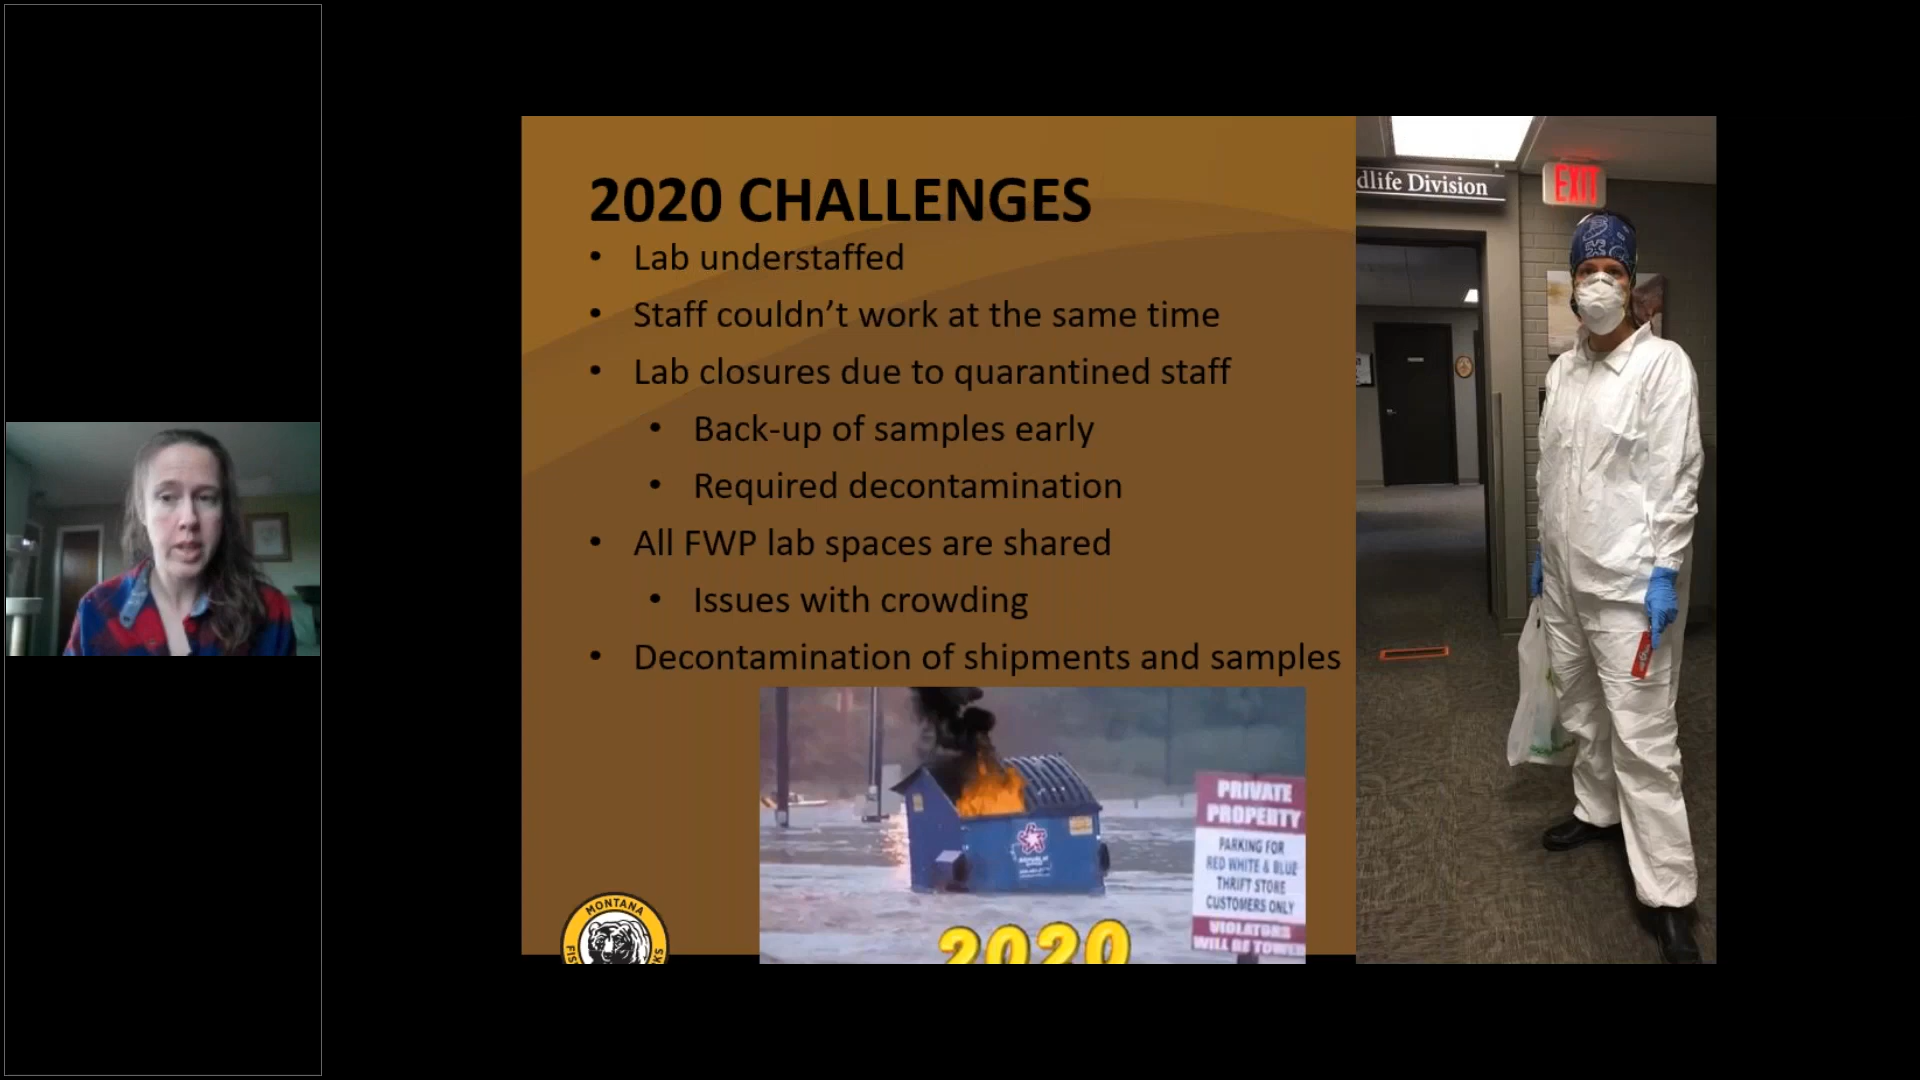 2020 CHALLENGES
• Lab understaffed
• Staff couldn’t work at the same time
• Lab closures due to quarantined staff
• Back-up of samples early
• Required decontamination
• All FWP lab spaces are shared
• Issues with crowding
• Decontamination of shipments and samples
dlife Division
EXIT
PRIVATE
PROPERTY
PARKING FOR
RED WHITE & BLUE
THRIFT STORE
CUSTOMERS ONLY
VIOLATORS
WILL BE TOWED
2020
MONTANA
FIS
KS